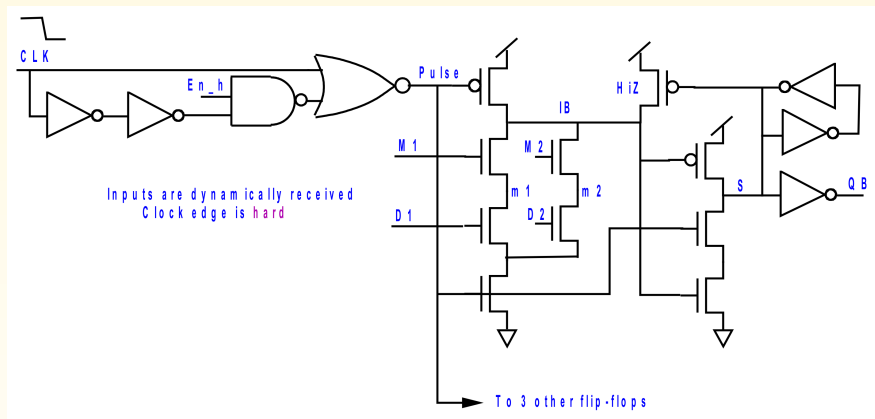 CLK
En_h
Pulse
HiZ
IB
M1
M2
m1
m2
S
QB
Inputs are dynamically received
Clock edge is hard
D1
D2
To 3 other flip-flops